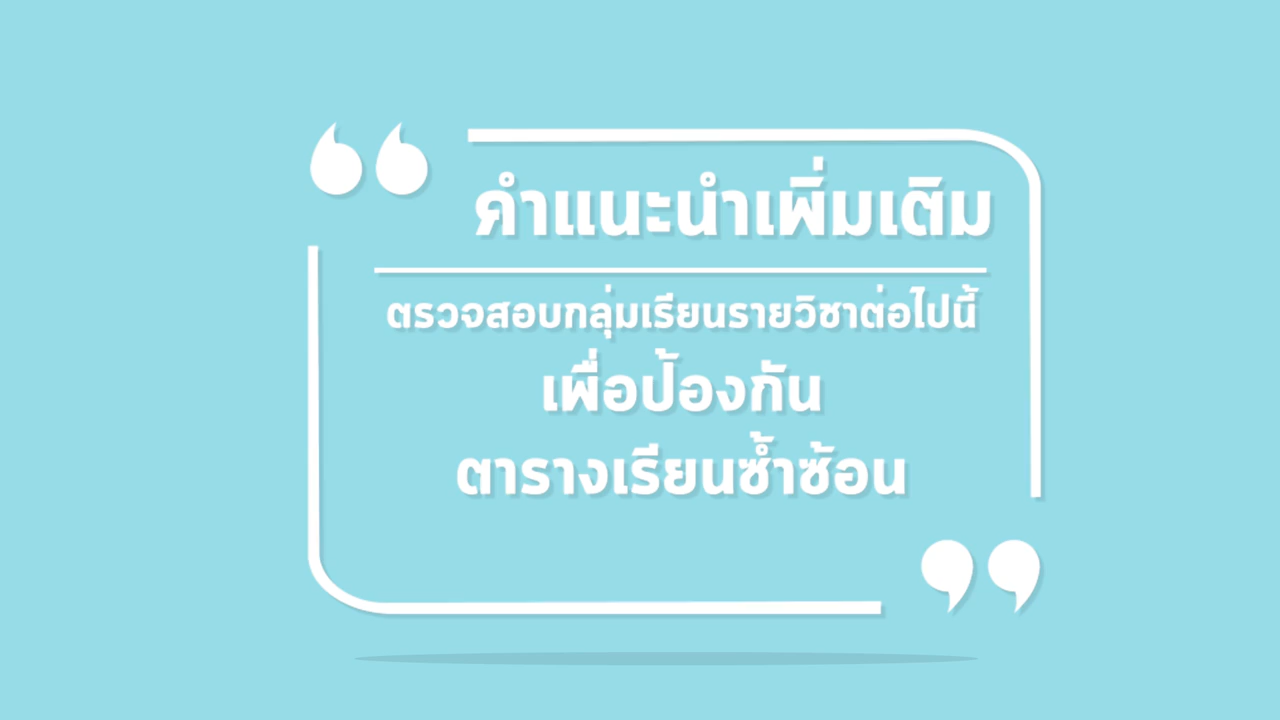 คำแนะนำเพิ่มเติม
ตรวจสอบกลุ่มเรียนรายวิชาต่อไปนี้
เพื่อป้องกัน
ตารางเรียนซ้ำซ้อน